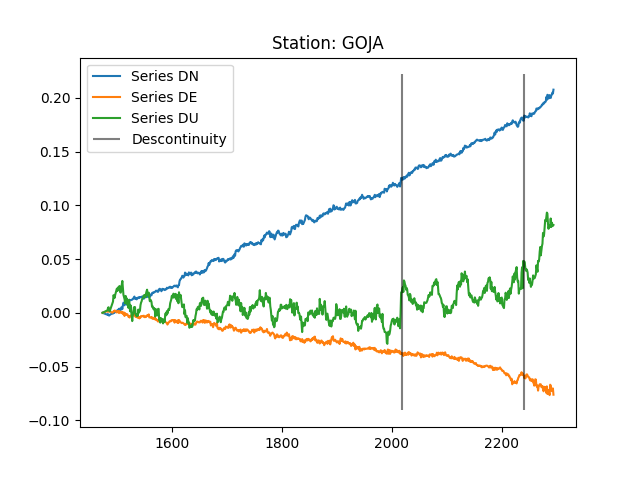 Station: GOJA
Series DN
Series DE
Series DU
Descontinuity
0.20
0.15
0.10
0.05
0.00
−0.05
−0.10
1600 1800 2000 2200